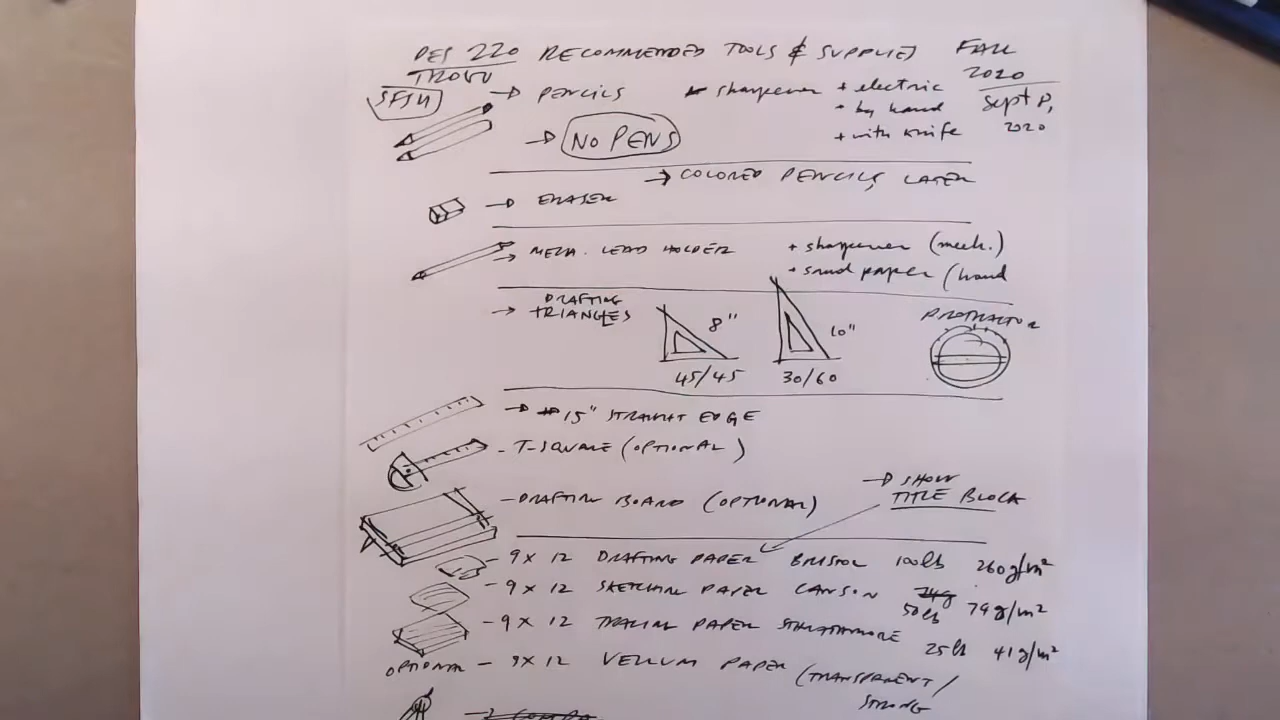 DES 220 RECOMMENDED TOOLS & SUPPLIES FALL 2020
TROGU
SFSU
Sept 8, 2020
→ PENCILS sharpener + electric
+ by hand
+ with knife
→ NO PENS
→ COLORED PENCILS LATER
→ ERASER
→ MECH. LEAD HOLDER + sharpener (mech.)
+ sand paper (hand
→ DRAFTING TRIANGLES
8"
45/45
10"
30/60
PROTRACTOR
→ 15" STRAIGHT EDGE
- T-SQUARE (OPTIONAL)
- DRAFTING BOARD (OPTIONAL)
→ SHOW TITLE BLOCK
- 9 x 12 DRAFTING PAPER BRISTOL 100lb 260g/m²
- 9 x 12 SKETCHING PAPER CANSON 50lb 74g/m²
- 9 x 12 TRACING PAPER STRATHMORE 25lb 41g/m²
OPTIONAL - 9x12 VELLUM PAPER (TRANSPARENT/
STRONG